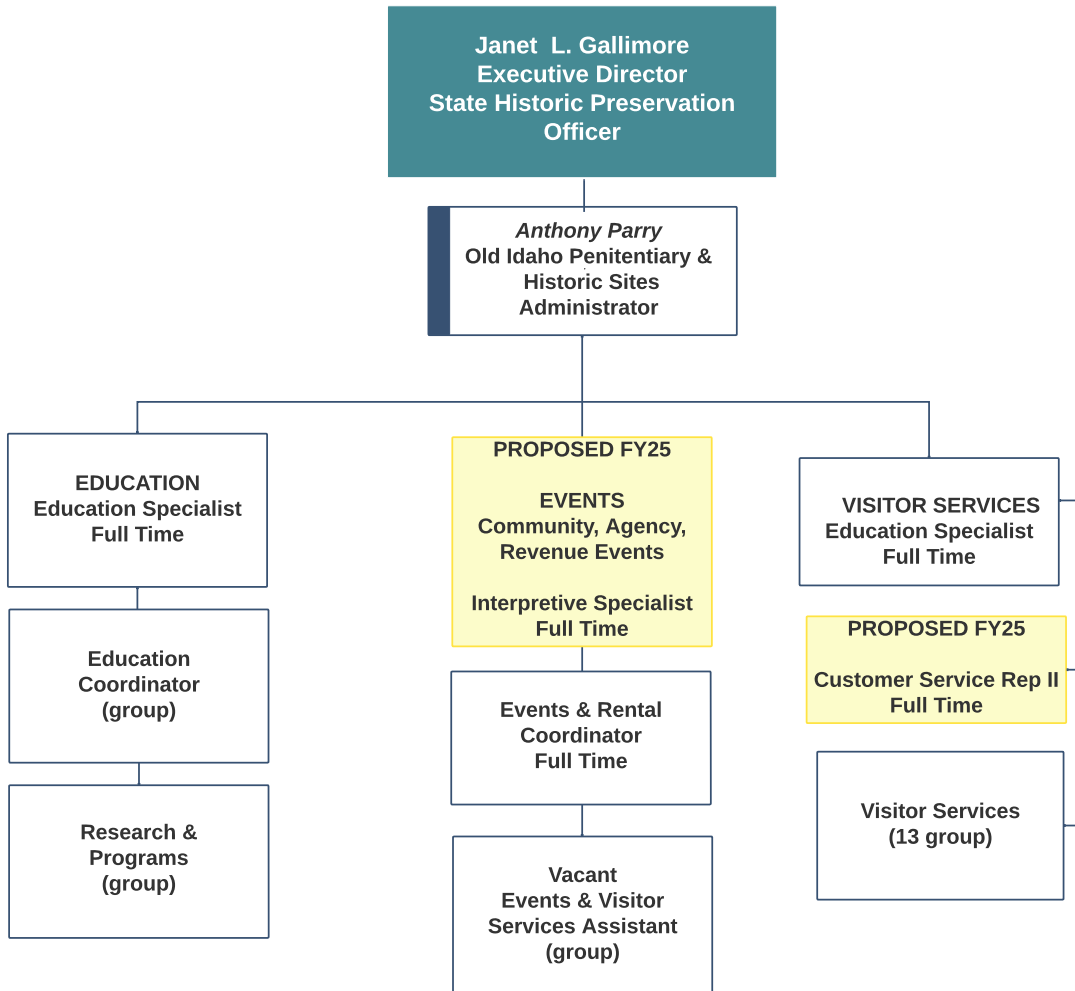 Janet L. Gallimore
Executive Director
State Historic Preservation
Officer
Anthony Parry
Old Idaho Penitentiary &
Historic Sites
Administrator
EDUCATION
Education Specialist
Full Time
Education
Coordinator
(group)
Research &
Programs
(group)
PROPOSED FY25
EVENTS
Community, Agency,
Revenue Events
Interpretive Specialist
Full Time
Events & Rental
Coordinator
Full Time
Vacant
Events & Visitor
Services Assistant
(group)
VISITOR SERVICES
Education Specialist
Full Time
PROPOSED FY25
Customer Service Rep II
Full Time
Visitor Services
(13 group)